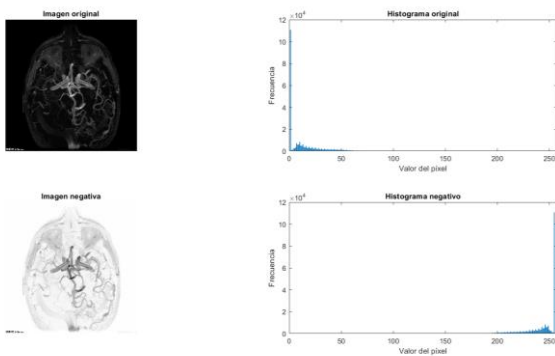 Imagen original
Histograma original
×10⁴
12
10
8
6
4
2
0
Frecuencia
0 50 100 150 200 250
Valor del píxel
Imagen negativa
Histograma negativo
×10⁴
12
10
8
6
4
2
0
Frecuencia
0 50 100 150 200 250
Valor del píxel